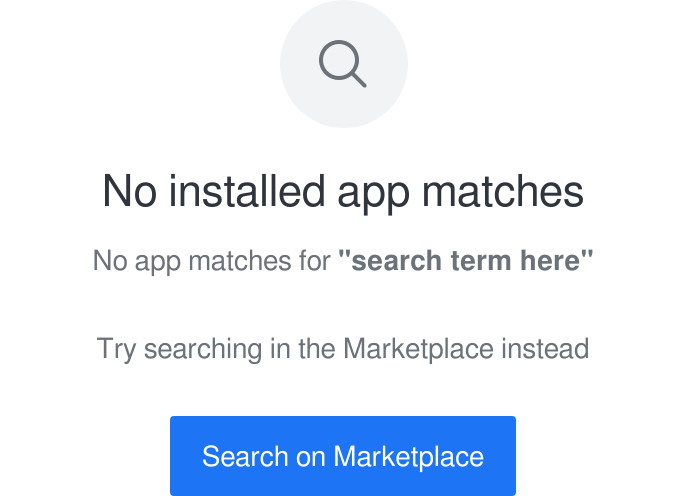 No installed app matches
No app matches for "search term here"
Try searching in the Marketplace instead
Search on Marketplace